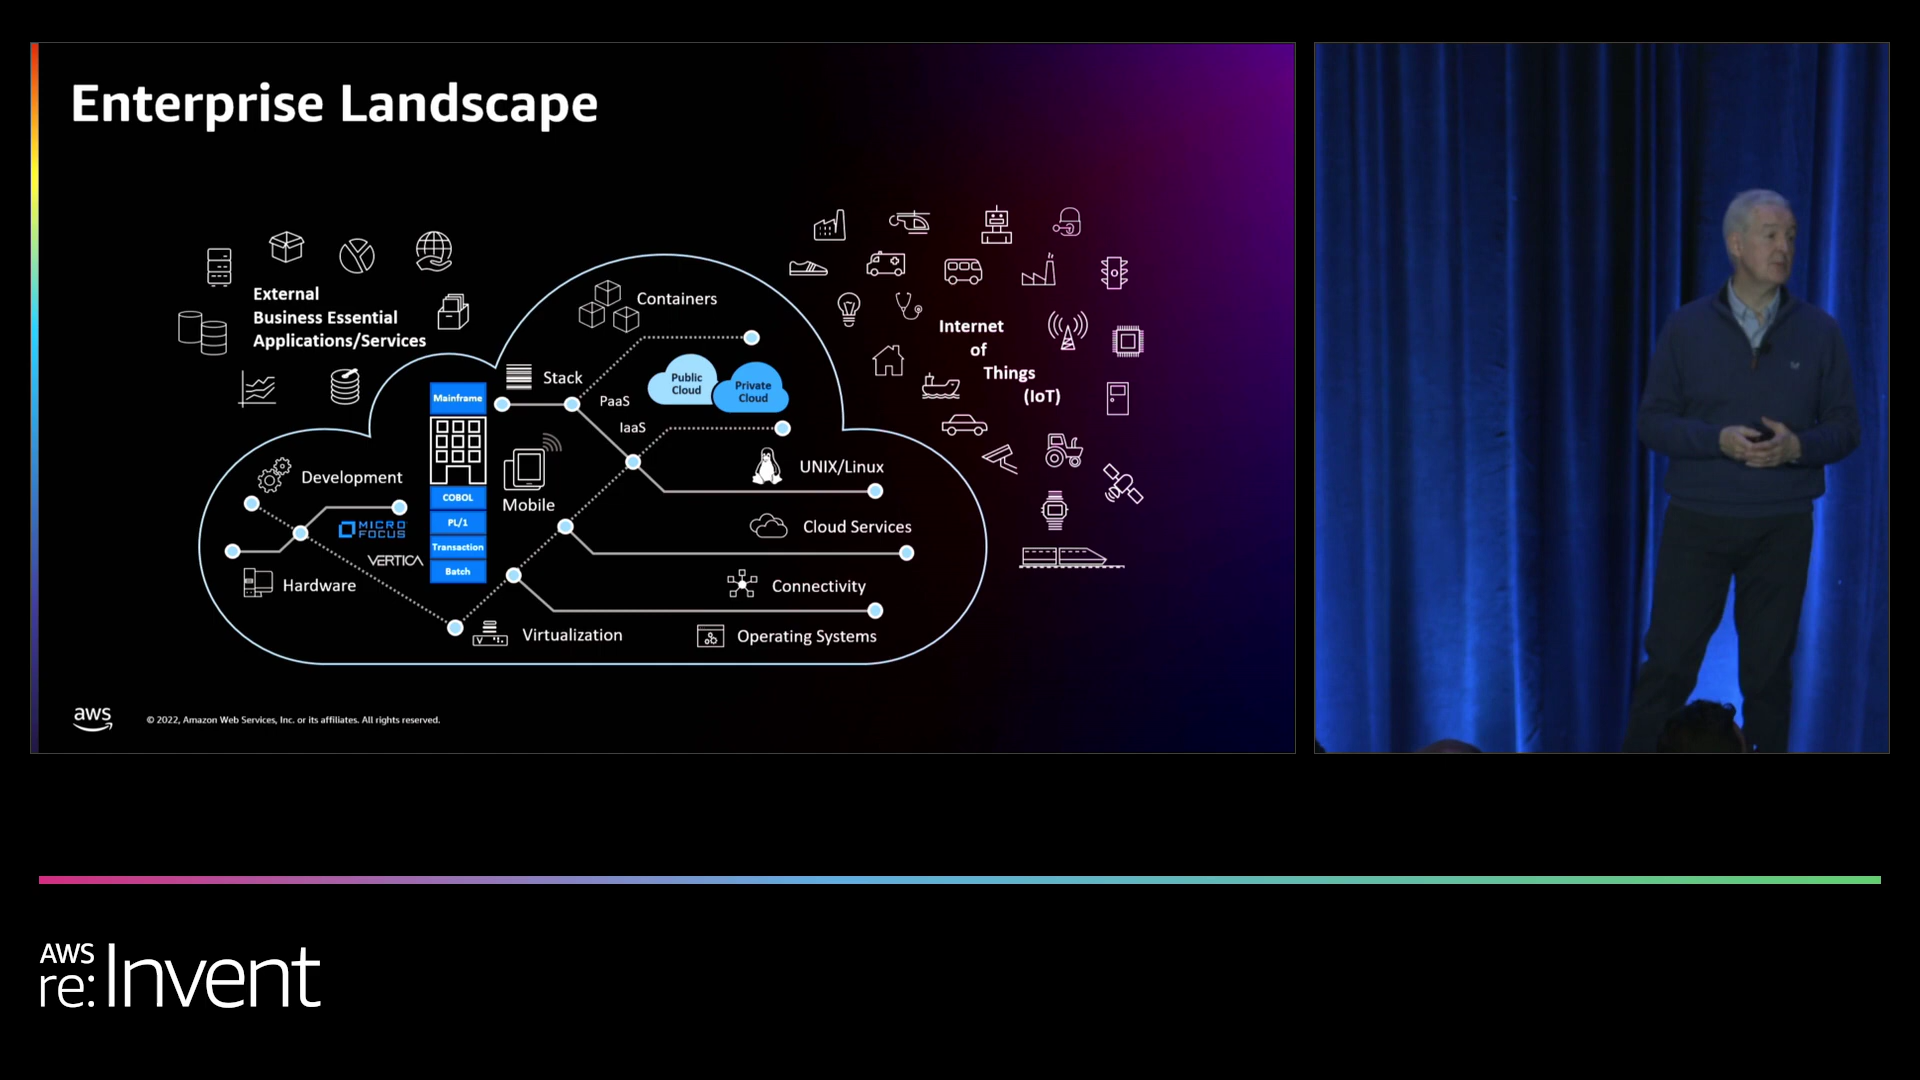 Enterprise Landscape
External
Business Essential
Applications/Services
Containers
Internet
of
Things
(IoT)
Stack
Public
Cloud
Private
Cloud
Mainframe
PaaS
IaaS
Development
UNIX/Linux
COBOL
Mobile
PL/1
MICRO
FOCUS
Cloud Services
Transaction
VERTICA
Batch
Hardware
Connectivity
Virtualization
Operating Systems
aws
© 2022, Amazon Web Services, Inc. or its affiliates. All rights reserved.
AWS
re:Invent